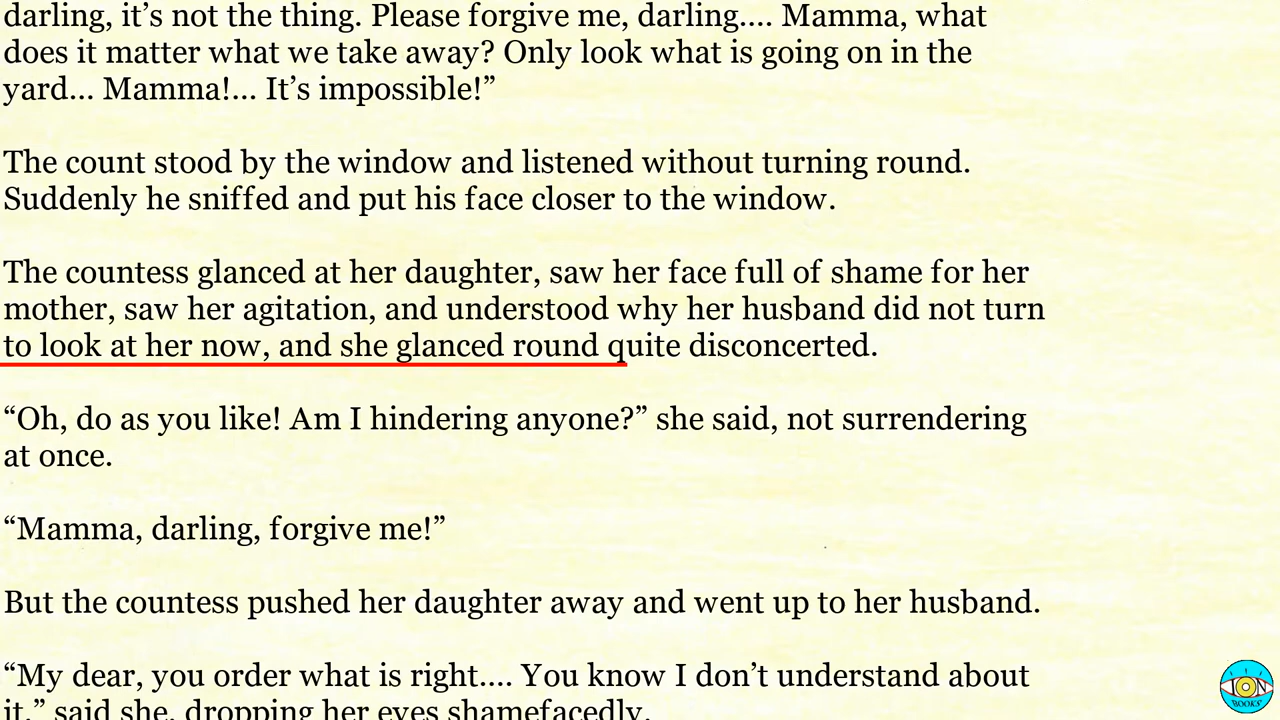 darling, it’s not the thing. Please forgive me, darling.... Mamma, what
does it matter what we take away? Only look what is going on in the
yard... Mamma!... It’s impossible!”
The count stood by the window and listened without turning round.
Suddenly he sniffed and put his face closer to the window.
The countess glanced at her daughter, saw her face full of shame for her
mother, saw her agitation, and understood why her husband did not turn
to look at her now, and she glanced round quite disconcerted.
“Oh, do as you like! Am I hindering anyone?” she said, not surrendering
at once.
“Mamma, darling, forgive me!”
But the countess pushed her daughter away and went up to her husband.
“My dear, you order what is right.... You know I don’t understand about
it,” said she, dropping her eyes shamefacedly.
ION
BOOKS